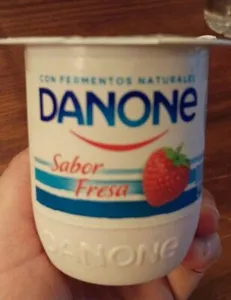 CON FERMENTOS NATURALES
DANONE
Sabor
Fresa
DANONE